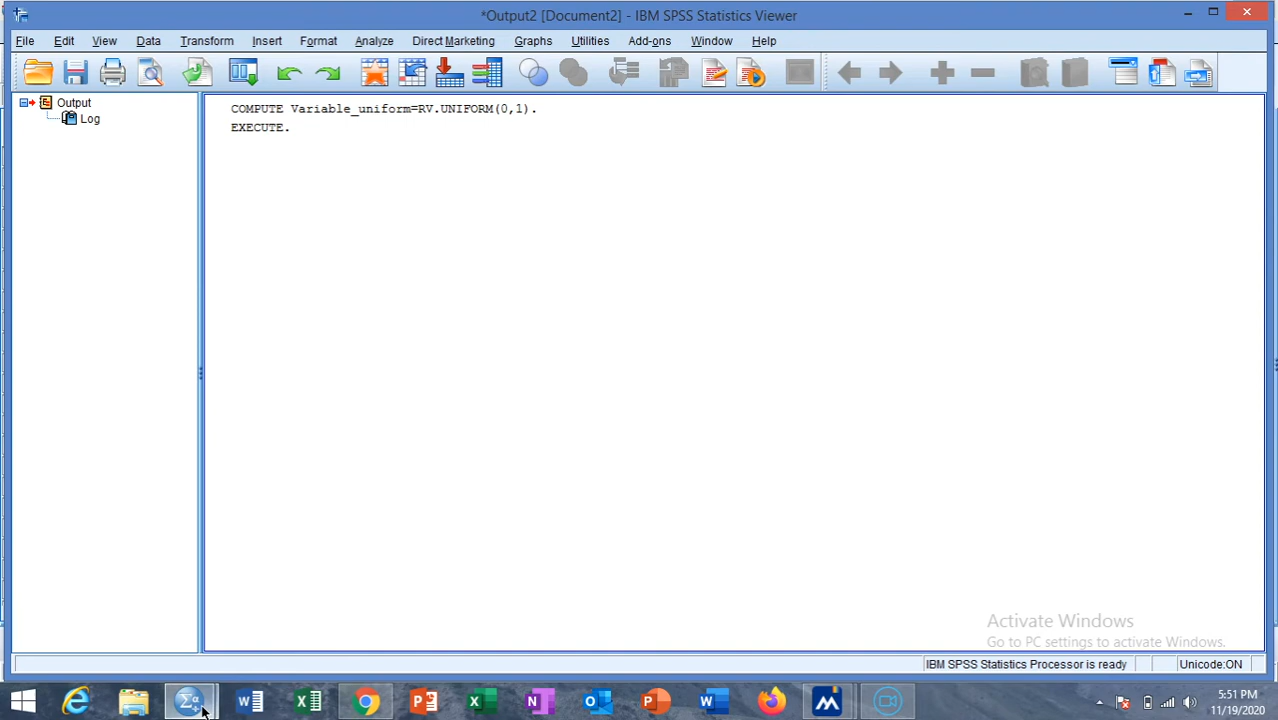 *Output2 [Document2] - IBM SPSS Statistics Viewer
File Edit View Data Transform Insert Format Analyze Direct Marketing Graphs Utilities Add-ons Window Help
Output
Log
COMPUTE Variable_uniform=RV.UNIFORM(0,1).
EXECUTE.
Activate Windows
Go to PC settings to activate Windows.
IBM SPSS Statistics Processor is ready Unicode:ON
5:51 PM
11/19/2020